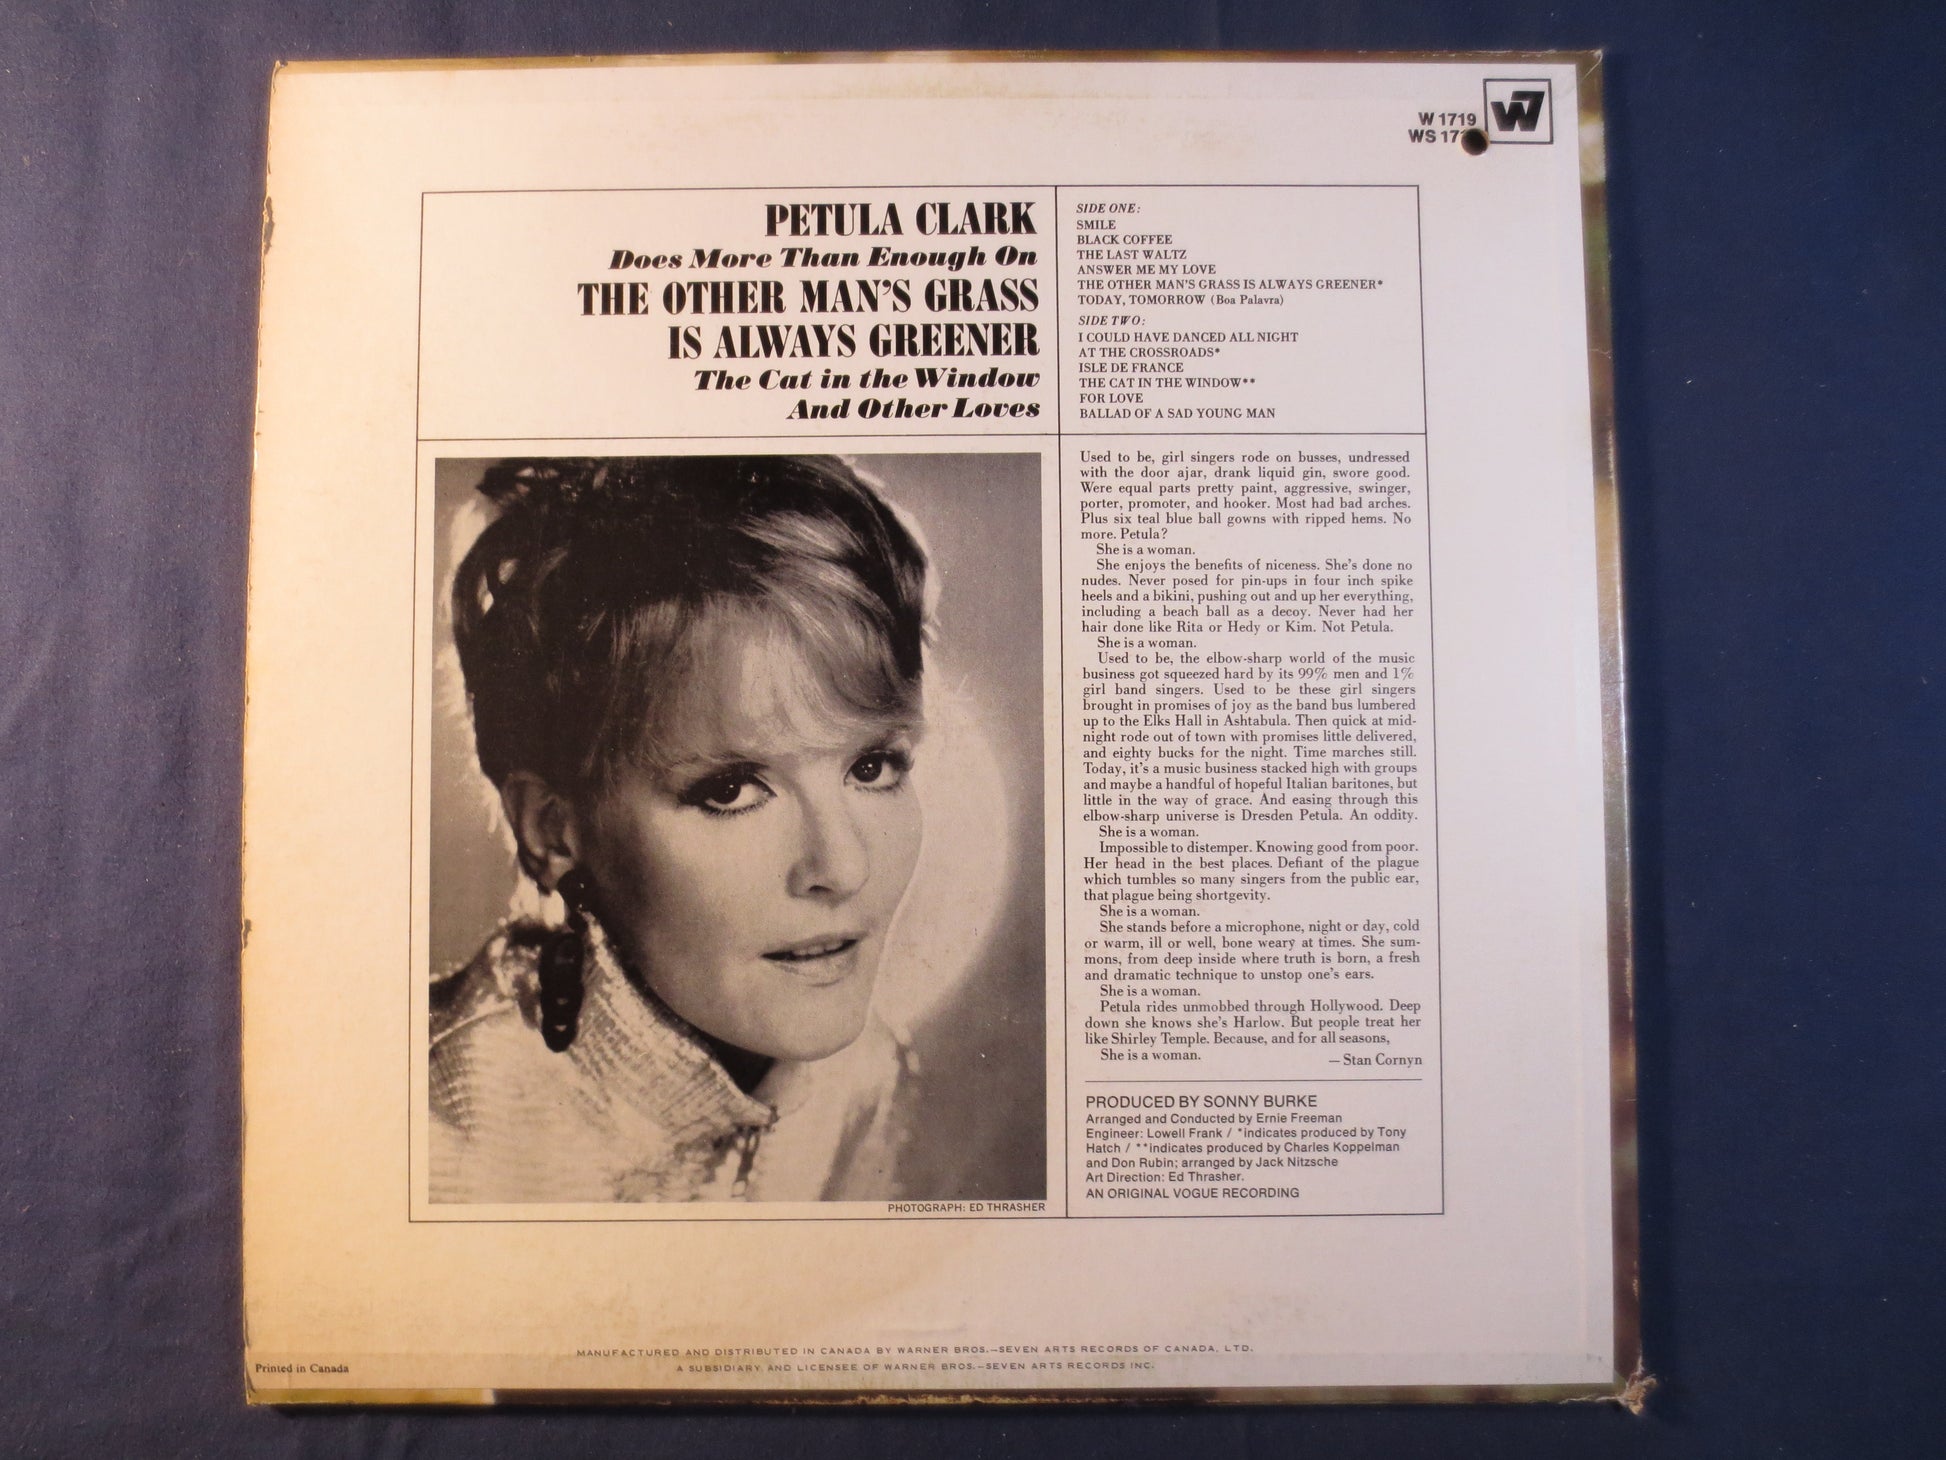 W 1719
WS 17
W7
PETULA CLARK
Does More Than Enough On
THE OTHER MAN'S GRASS
IS ALWAYS GREENER
The Cat in the Window
And Other Loves
SIDE ONE:
SMILE
BLACK COFFEE
THE LAST WALTZ
ANSWER ME MY LOVE
THE OTHER MAN'S GRASS IS ALWAYS GREENER*
TODAY, TOMORROW (Boa Palavra)
SIDE TWO:
I COULD HAVE DANCED ALL NIGHT
AT THE CROSSROADS*
ISLE DE FRANCE
THE CAT IN THE WINDOW**
FOR LOVE
BALLAD OF A SAD YOUNG MAN
Used to be, girl singers rode on busses, undressed
with the door ajar, drank liquid gin, swore good.
Were equal parts pretty paint, aggressive, swinger,
porter, promoter, and hooker. Most had bad arches.
Plus six teal blue ball gowns with ripped hems. No
more. Petula?
She is a woman.
She enjoys the benefits of niceness. She's done no
nudes. Never posed for pin-ups in four inch spike
heels and a bikini, pushing out and up her everything,
including a beach ball as a decoy. Never had her
hair done like Rita or Hedy or Kim. Not Petula.
She is a woman.
Used to be, the elbow-sharp world of the music
business got squeezed hard by its 99% men and 1%
girl band singers. Used to be these girl singers
brought in promises of joy as the band bus lumbered
up to the Elks Hall in Ashtabula. Then quick at mid-
night rode out of town with promises little delivered,
and eighty bucks for the night. Time marches still.
Today, it's a music business stacked high with groups
and maybe a handful of hopeful Italian baritones, but
little in the way of grace. And easing through this
elbow-sharp universe is Dresden Petula. An oddity.
She is a woman.
Impossible to distemper. Knowing good from poor.
Her head in the best places. Defiant of the plague
which tumbles so many singers from the public ear,
that plague being shortgevity.
She is a woman.
She stands before a microphone, night or day, cold
or warm, ill or well, bone weary at times. She sum-
mons, from deep inside where truth is born, a fresh
and dramatic technique to unstop one's ears.
She is a woman.
Petula rides unmobbed through Hollywood. Deep
down she knows she's Harlow. But people treat her
like Shirley Temple. Because, and for all seasons,
She is a woman.
— Stan Cornyn
PRODUCED BY SONNY BURKE
Arranged and Conducted by Ernie Freeman
Engineer: Lowell Frank / *indicates produced by Tony
Hatch / **indicates produced by Charles Koppelman
and Don Rubin; arranged by Jack Nitzsche
Art Direction: Ed Thrasher.
AN ORIGINAL VOGUE RECORDING
PHOTOGRAPH: ED THRASHER
MANUFACTURED AND DISTRIBUTED IN CANADA BY WARNER BROS.–SEVEN ARTS RECORDS OF CANADA, LTD.
A SUBSIDIARY AND LICENSEE OF WARNER BROS.–SEVEN ARTS RECORDS INC.
Printed in Canada